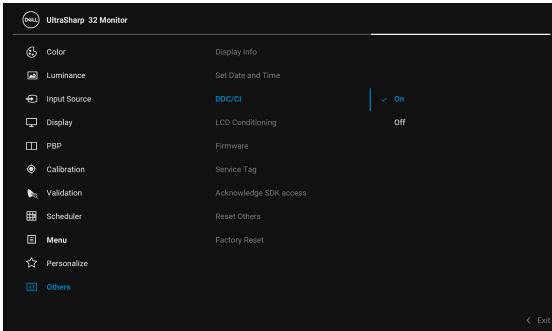 DELL UltraSharp 32 Monitor
Color
Display Info
Luminance
Set Date and Time
Input Source
DDC/CI
On
Display
LCD Conditioning
Off
PBP
Firmware
Calibration
Service Tag
Validation
Acknowledge SDK access
Scheduler
Reset Others
Menu
Factory Reset
Personalize
Others
Exit